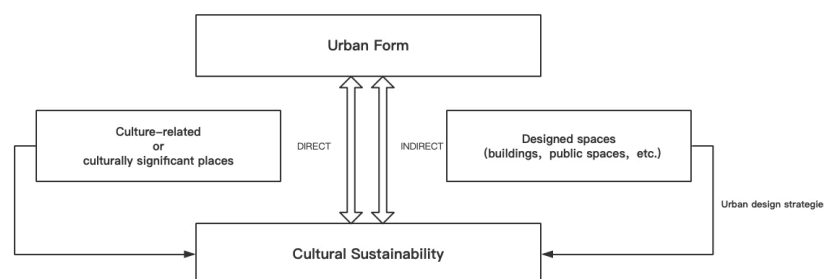 Urban Form
Culture-related
or
culturally significant places
DIRECT
INDIRECT
Designed spaces
(buildings, public spaces, etc.)
Urban design strategie
Cultural Sustainability